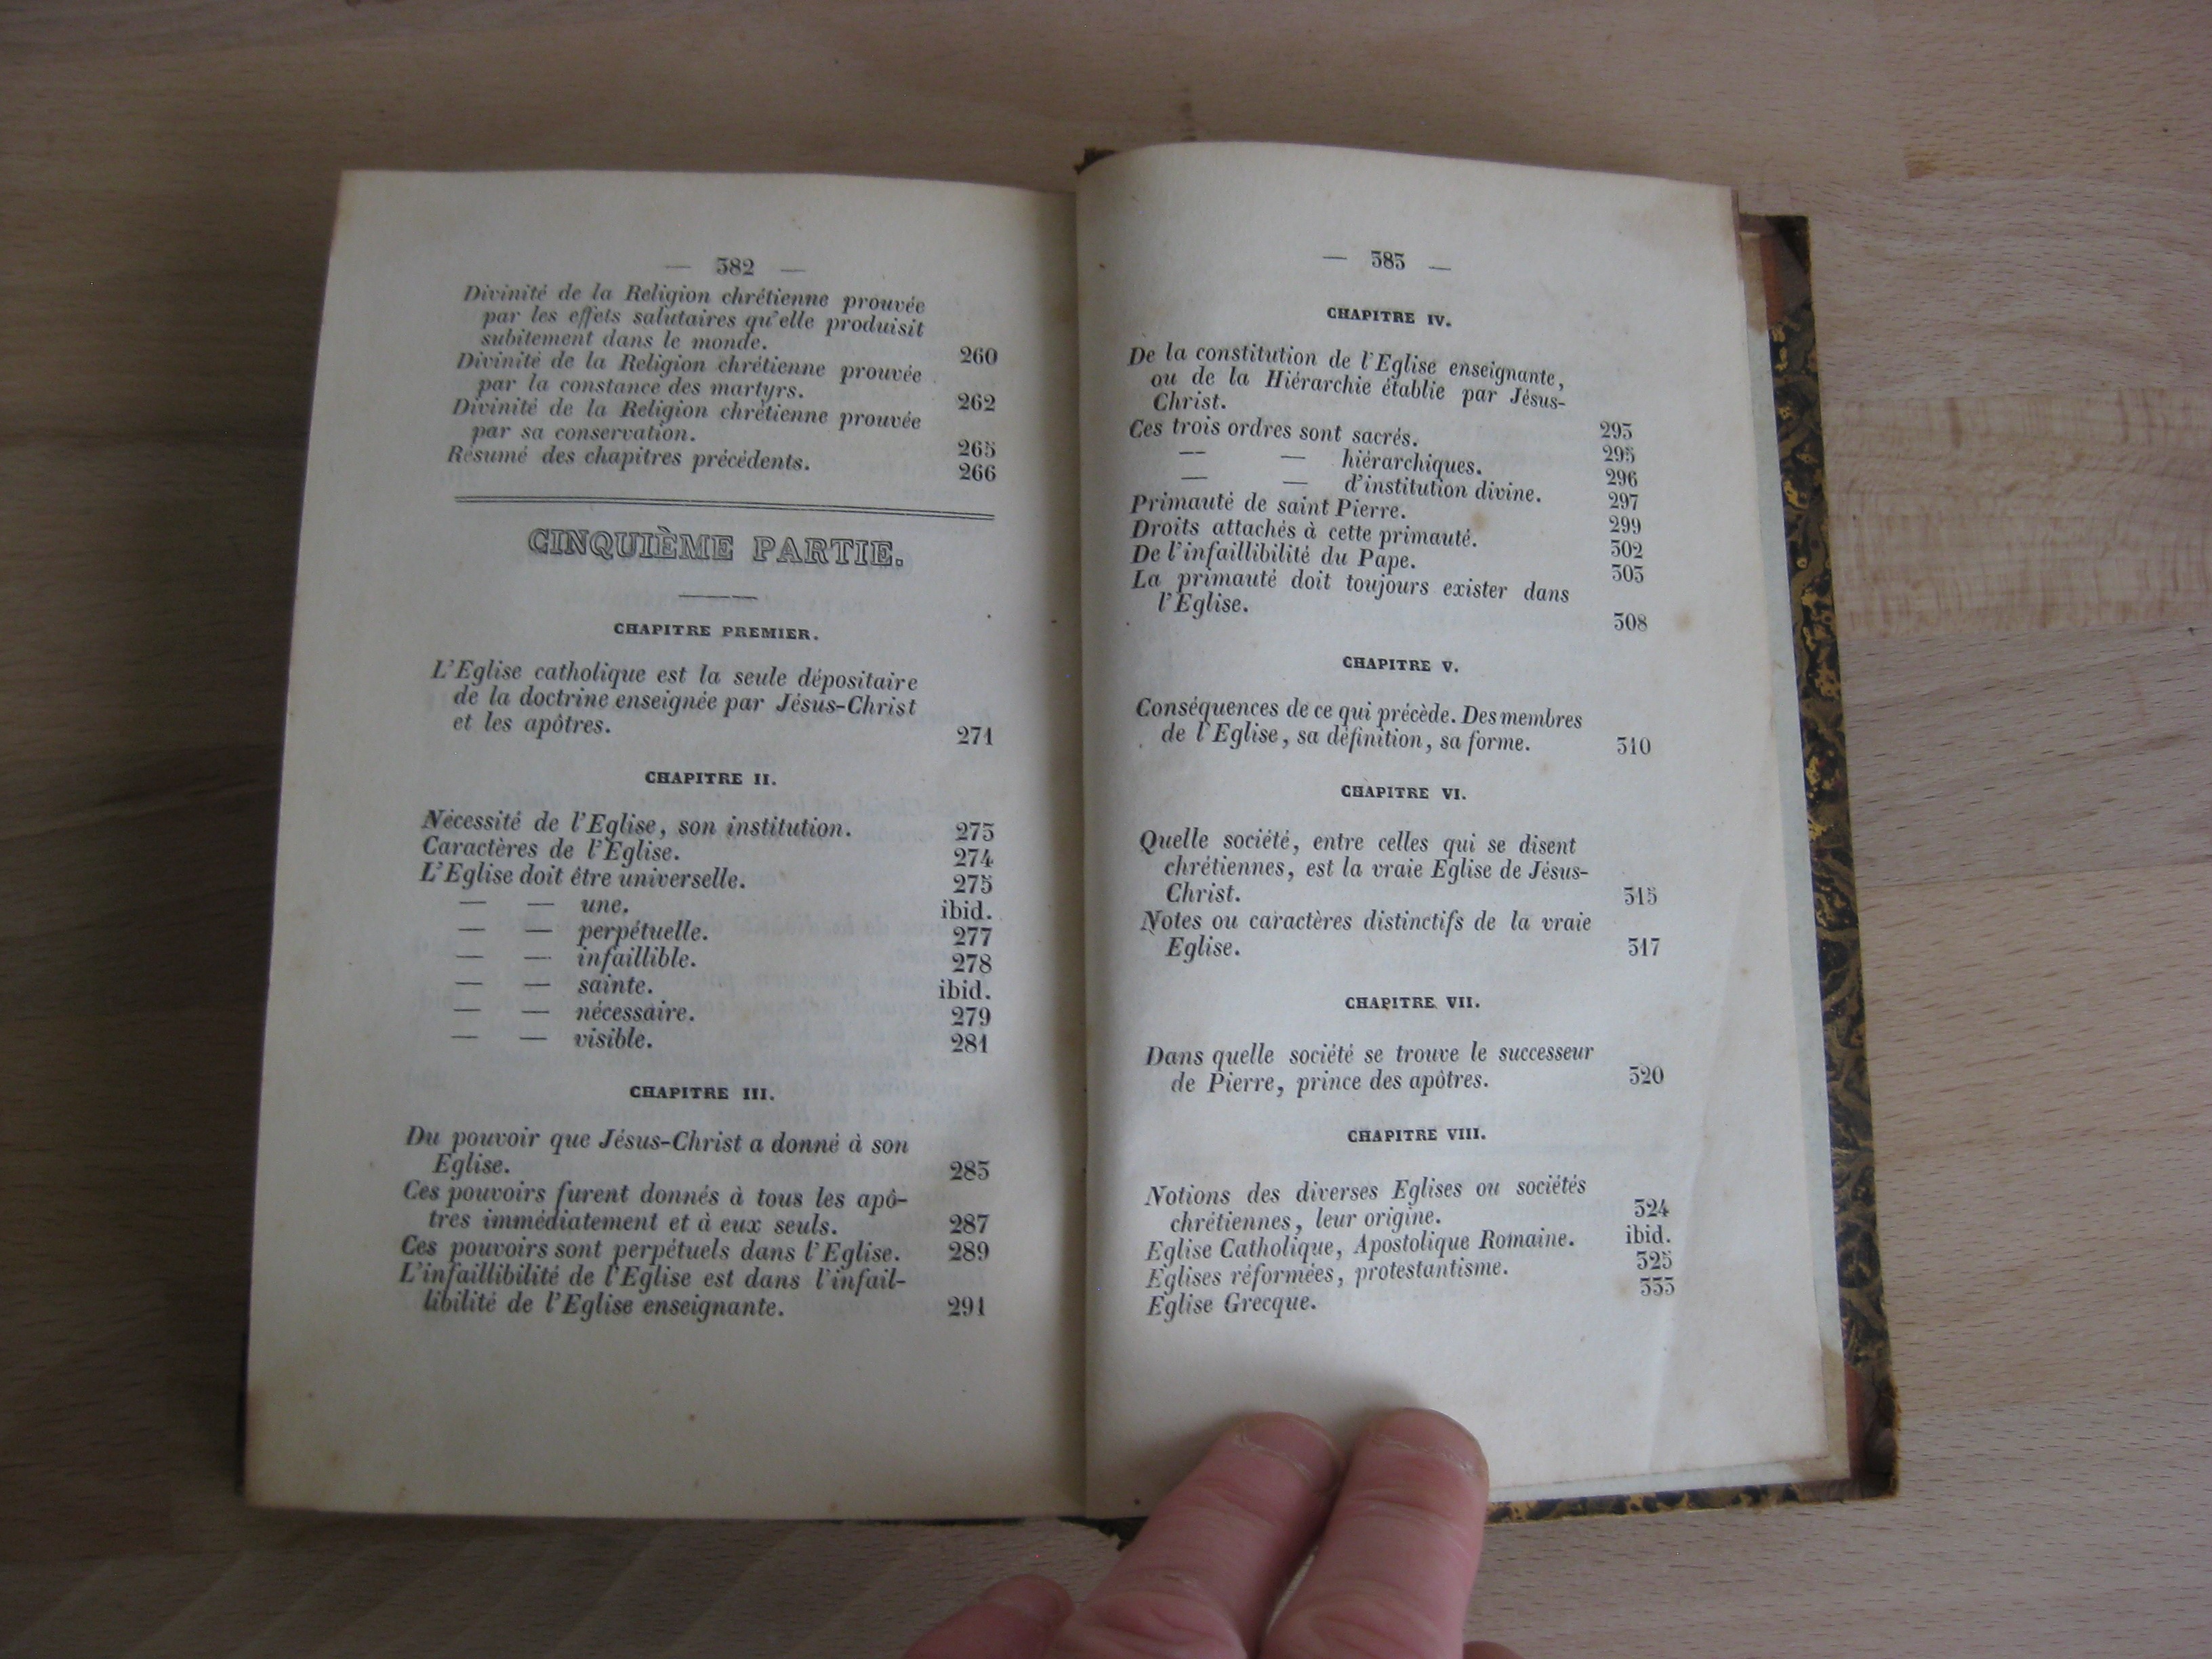 — 382 —
Divinité de la Religion chrétienne prouvée
par les effets salutaires qu'elle produisit
subitement dans le monde. 260
Divinité de la Religion chrétienne prouvée
par la constance des martyrs. 262
Divinité de la Religion chrétienne prouvée
par sa conservation. 265
Résumé des chapitres précédents. 266
CINQUIÈME PARTIE.
CHAPITRE PREMIER.
L'Eglise catholique est la seule dépositaire
de la doctrine enseignée par Jésus-Christ
et les apôtres. 271
CHAPITRE II.
Nécessité de l'Eglise, son institution. 273
Caractères de l'Eglise. 274
L'Eglise doit être universelle. 275
— — une. ibid.
— — perpétuelle. 277
— — infaillible. 278
— — sainte. ibid.
— — nécessaire. 279
— — visible. 281
CHAPITRE III.
Du pouvoir que Jésus-Christ a donné à son
Eglise. 283
Ces pouvoirs furent donnés à tous les apô-
tres immédiatement et à eux seuls. 287
Ces pouvoirs sont perpétuels dans l'Eglise. 289
L'infaillibilité de l'Eglise est dans l'infail-
libilité de l'Eglise enseignante. 291
— 383 —
CHAPITRE IV.
De la constitution de l'Eglise enseignante,
ou de la Hiérarchie établie par Jésus-
Christ. 293
Ces trois ordres sont sacrés. 295
— — hiérarchiques. 296
— — d'institution divine. 297
Primauté de saint Pierre. 299
Droits attachés à cette primauté. 302
De l'infaillibilité du Pape. 303
La primauté doit toujours exister dans
l'Eglise. 308
CHAPITRE V.
Conséquences de ce qui précède. Des membres
de l'Eglise, sa définition, sa forme. 310
CHAPITRE VI.
Quelle société, entre celles qui se disent
chrétiennes, est la vraie Eglise de Jésus-
Christ. 315
Notes ou caractères distinctifs de la vraie
Eglise. 317
CHAPITRE VII.
Dans quelle société se trouve le successeur
de Pierre, prince des apôtres. 320
CHAPITRE VIII.
Notions des diverses Eglises ou sociétés
chrétiennes, leur origine. 324
Eglise Catholique, Apostolique Romaine. ibid.
Eglises réformées, protestantisme. 325
Eglise Grecque. 333